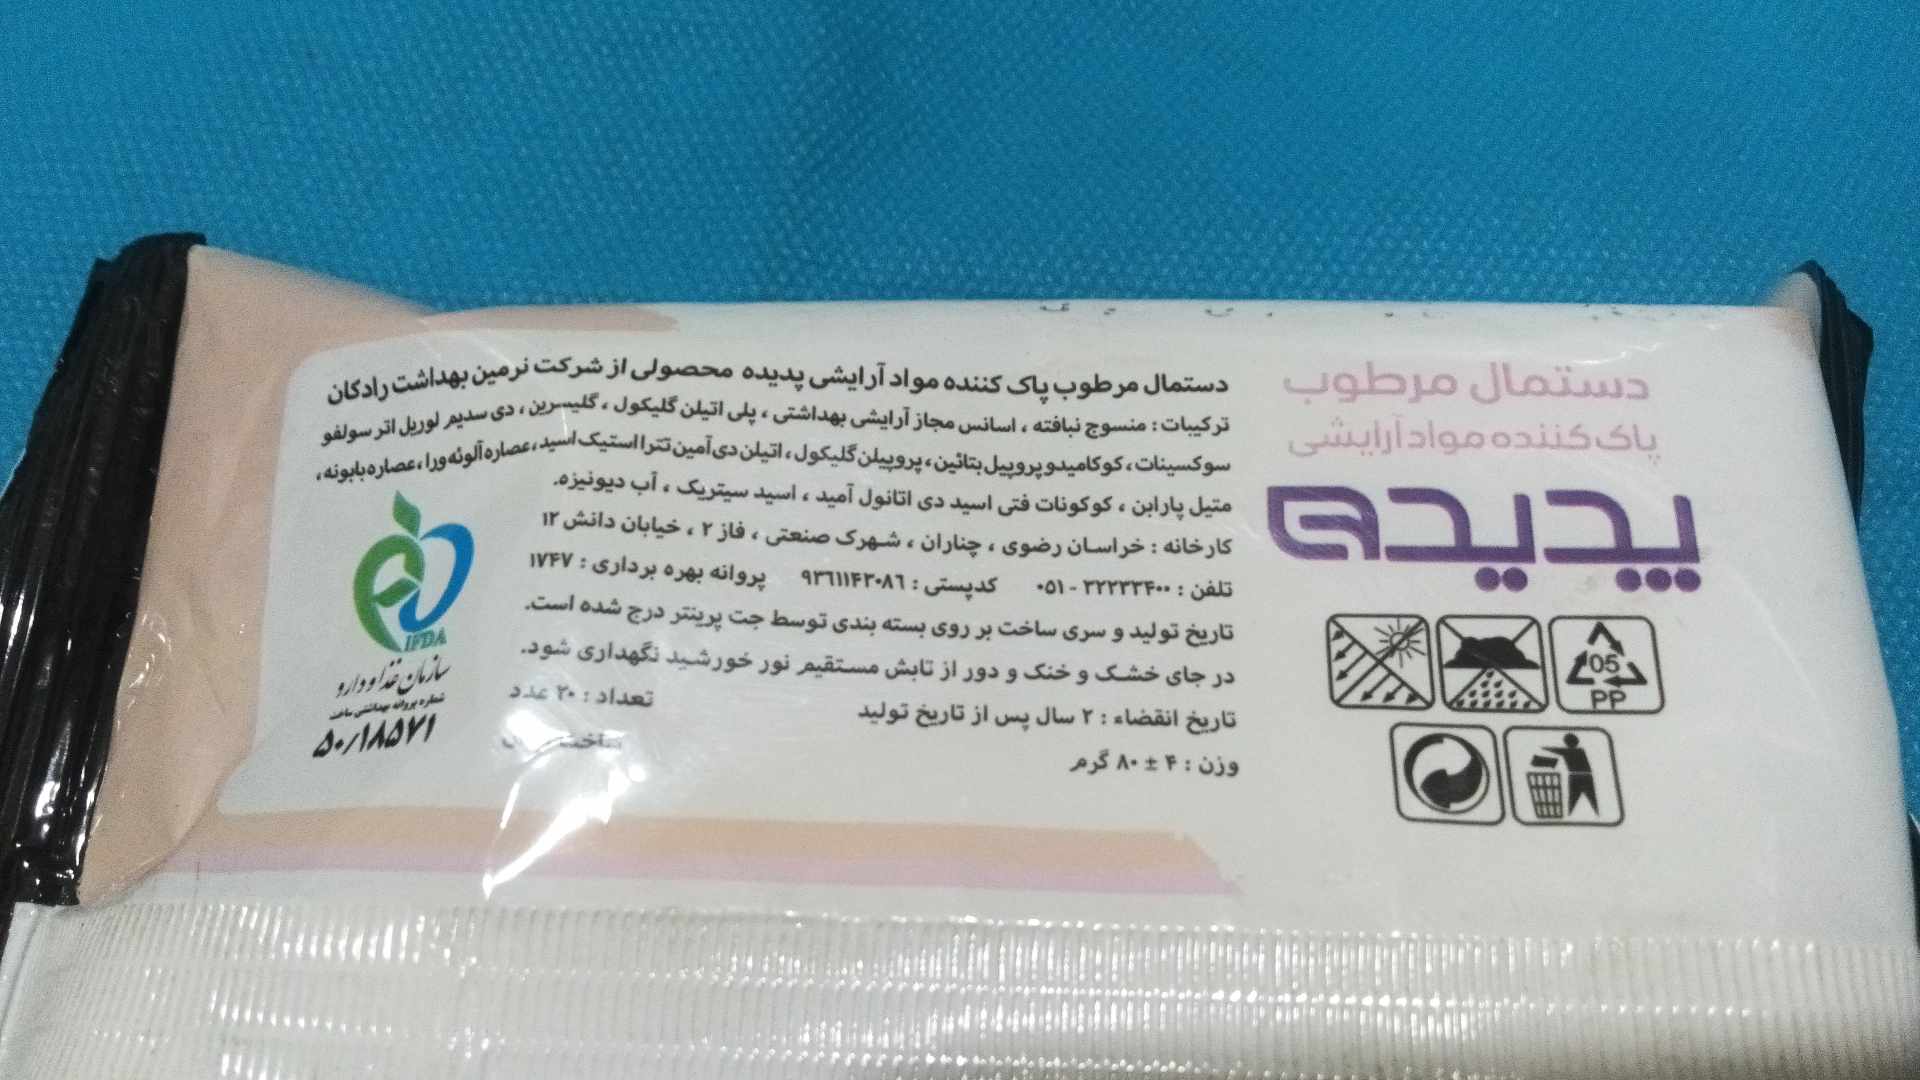 دستمال مرطوب
پاک کننده مواد آرایشی
پدیده
05
PP
دستمال مرطوب پاک کننده مواد آرایشی پدیده محصولی از شرکت نرمین بهداشت رادکان
ترکیبات : منسوج نبافته ، اسانس مجاز آرایشی بهداشتی ، پلی اتیلن گلیکول ، گلیسرین ، دی سدیم لوریل اتر سولفو
سوکسینات ، کوکامیدو پروپیل بتائین ، پروپیلن گلیکول ، اتیلن دی آمین تترا استیک اسید ، عصاره آلوئه ورا ، عصاره بابونه ،
متیل پارابن ، کوکونات فتی اسید دی اتانول آمید ، اسید سیتریک ، آب دیونیزه.
کارخانه : خراسان رضوی ، چناران ، شهرک صنعتی ، فاز ۲ ، خیابان دانش ۱۲
تلفن : ۳۲۲۳۳۴۰۰ - ۰۵۱ کدپستی : ۹۳۶۱۱۴۳۰۸۶ پروانه بهره برداری : ۱۷۴۷
تاریخ تولید و سری ساخت بر روی بسته بندی توسط جت پرینتر درج شده است.
در جای خشک و خنک و دور از تابش مستقیم نور خورشید نگهداری شود.
تاریخ انقضاء : ۲ سال پس از تاریخ تولید تعداد : ۲۰ عدد
وزن : ۴ ± ۸۰ گرم ساخت
IFDA
سازمان غذا و دارو
شماره پروانه بهداشتی ساخت
۵۰/۱۸۵۷۱